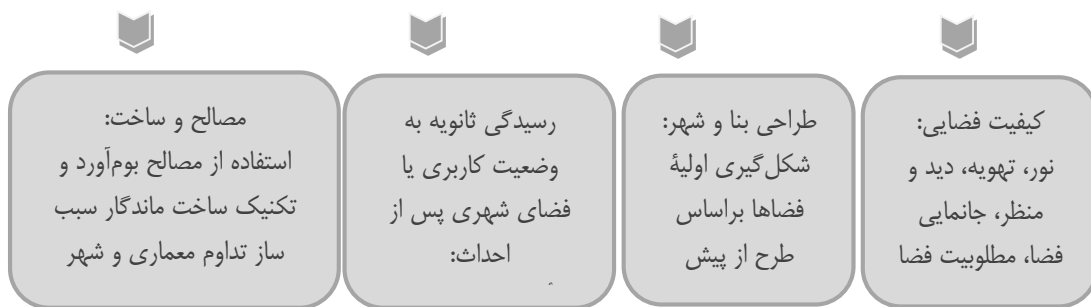 کیفیت فضایی:
نور، تهویه، دید و
منظر، جانمایی
فضا، مطلوبیت فضا
طراحی بنا و شهر:
شکل‌گیری اولیۀ
فضاها براساس
طرح از پیش
رسیدگی ثانویه به
وضعیت کاربری یا
فضای شهری پس از
احداث:
مصالح و ساخت:
استفاده از مصالح بوم‌آورد و
تکنیک ساخت ماندگار سبب
ساز تداوم معماری و شهر